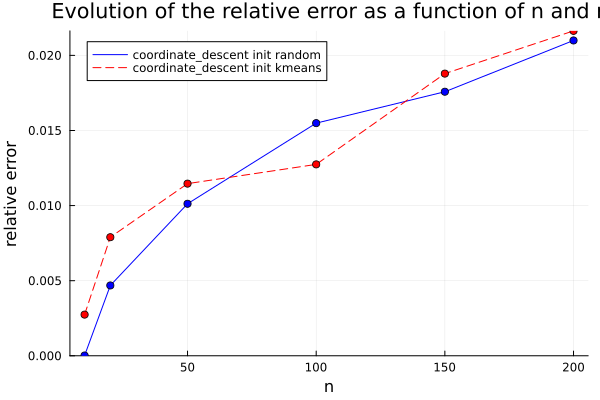 Evolution of the relative error as a function of n and
coordinate_descent init random
coordinate_descent init kmeans
relative error
0.020
0.015
0.010
0.005
0.000
50 100 150 200
n